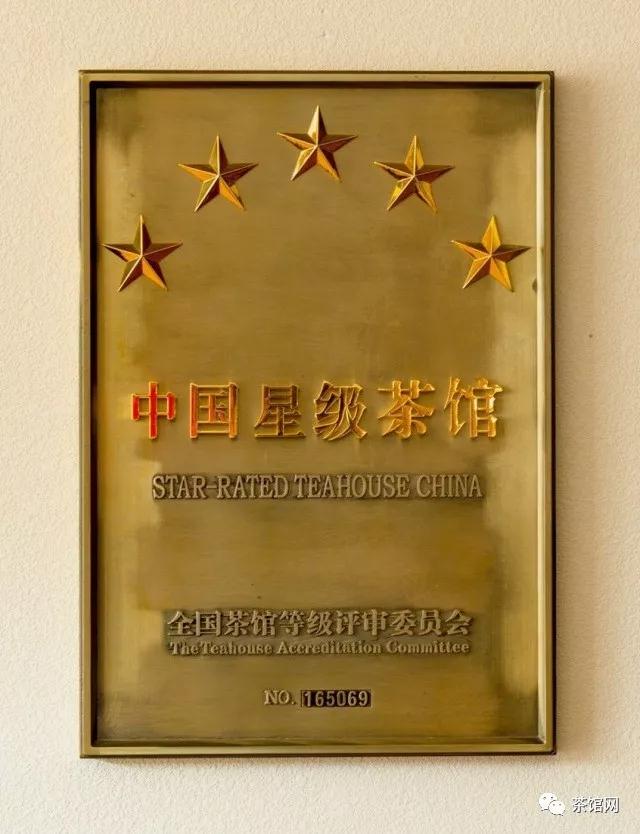 中国星级茶馆
STAR-RATED TEAHOUSE CHINA
全国茶馆等级评审委员会
The Teahouse Accreditation Committee
NO. 165069
茶馆网